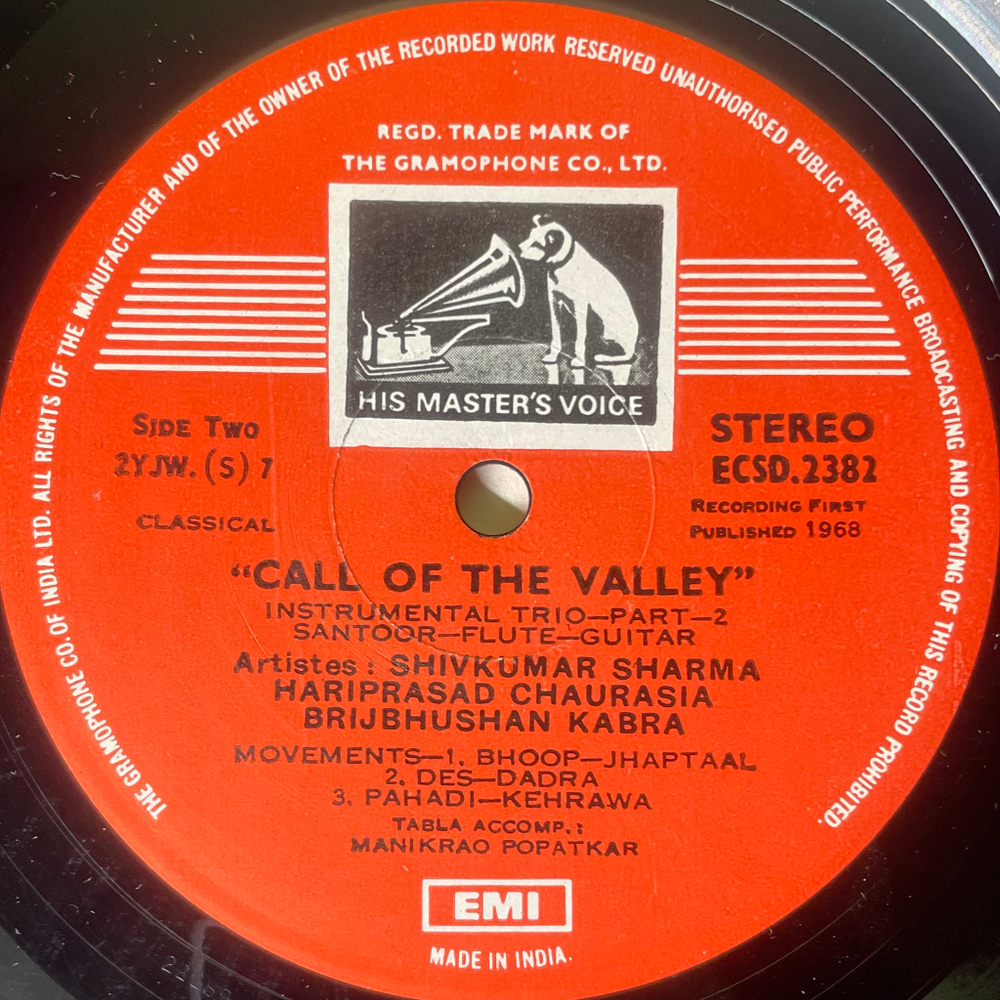 THE GRAMOPHONE CO. OF INDIA LTD. ALL RIGHTS OF THE MANUFACTURER AND OF THE OWNER OF THE RECORDED WORK RESERVED UNAUTHORISED PUBLIC PERFORMANCE BROADCASTING AND COPYING OF THIS RECORD PROHIBITED.
REGD. TRADE MARK OF
THE GRAMOPHONE CO., LTD.
HIS MASTER'S VOICE
SIDE TWO
2YJW. (S) 7
CLASSICAL
STEREO
ECSD.2382
RECORDING FIRST
PUBLISHED 1968
“CALL OF THE VALLEY”
INSTRUMENTAL TRIO—PART—2
SANTOOR—FLUTE—GUITAR
Artistes : SHIVKUMAR SHARMA
HARIPRASAD CHAURASIA
BRIJBHUSHAN KABRA
MOVEMENTS—1. BHOOP—JHAPTAAL
2. DES—DADRA
3. PAHADI—KEHRAWA
TABLA ACCOMP.:
MANIKRAO POPATKAR
EMI
MADE IN INDIA.